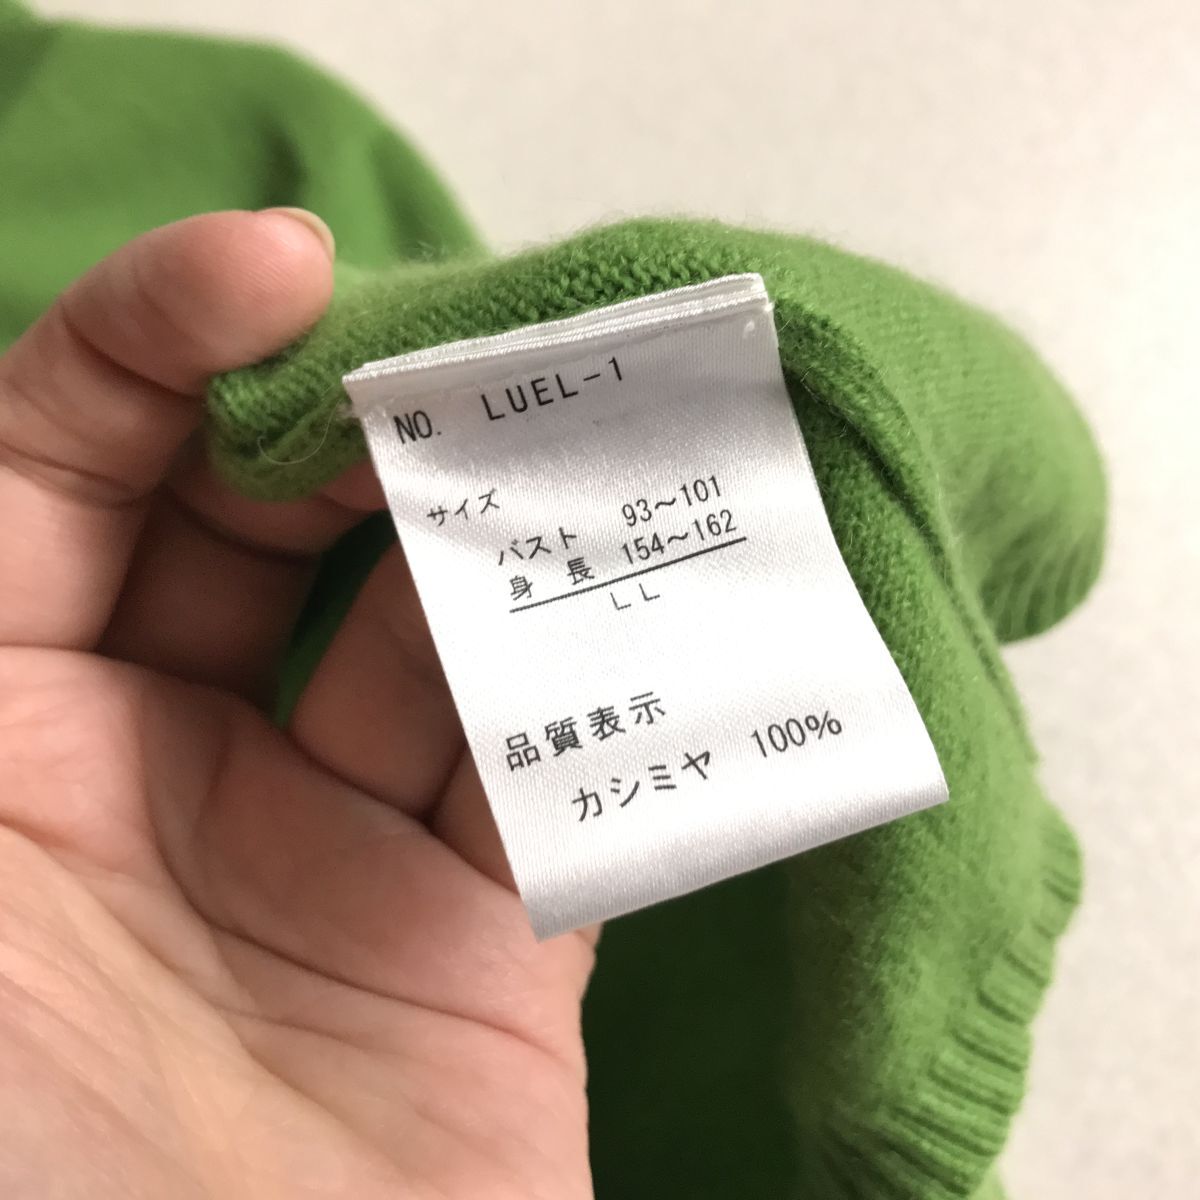 NO. LUEL-1
サイズ
バスト 93～101
身 長 154～162
LL
品質表示
カシミヤ 100%